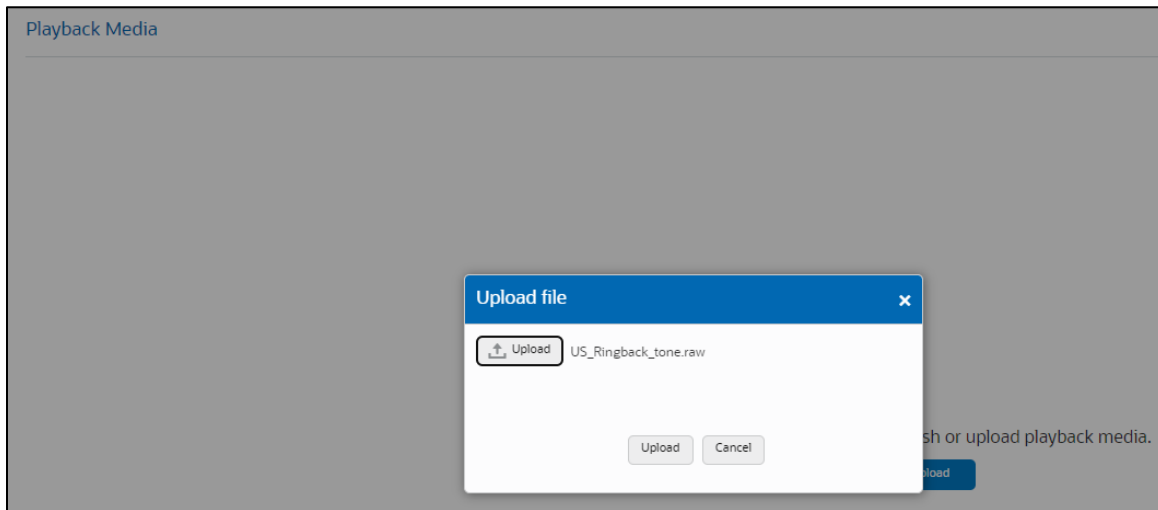 Playback Media
Upload file ×
Upload US_Ringback_tone.raw
sh or upload playback media.
Upload Cancel
load